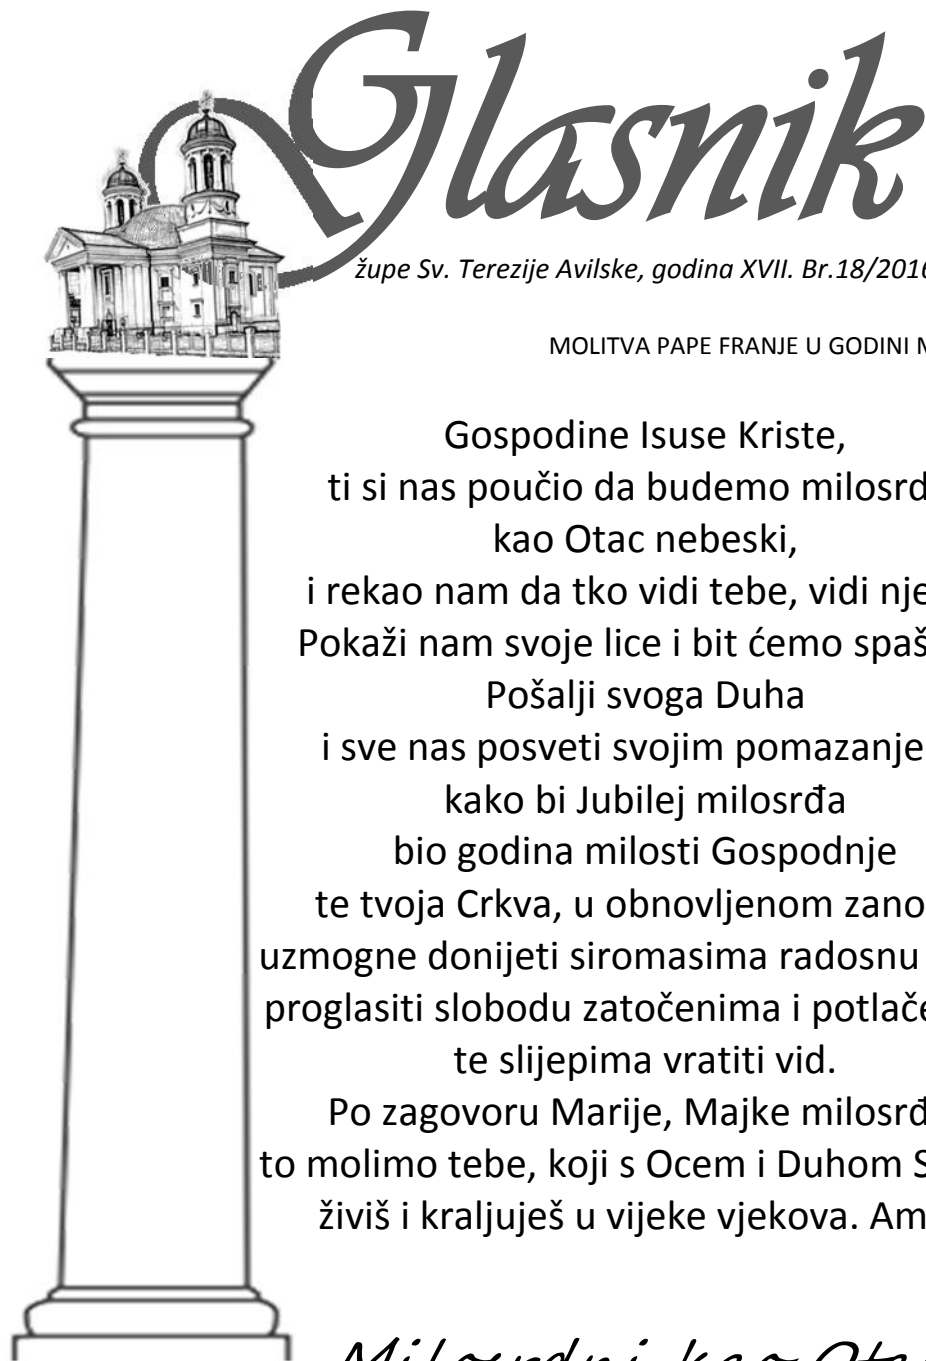 Glasnik
župe Sv. Terezije Avilske, godina XVII. Br.18/2016
MOLITVA PAPE FRANJE U GODINI
Gospodine Isuse Kriste,
ti si nas poučio da budemo milosrd
kao Otac nebeski,
i rekao nam da tko vidi tebe, vidi nje
Pokaži nam svoje lice i bit ćemo spaš
Pošalji svoga Duha
i sve nas posveti svojim pomazanje
kako bi Jubilej milosrđa
bio godina milosti Gospodnje
te tvoja Crkva, u obnovljenom zano
uzmogne donijeti siromasima radosnu
proglasiti slobodu zatočenima i potlače
te slijepima vratiti vid.
Po zagovoru Marije, Majke milosrđ
to molimo tebe, koji s Ocem i Duhom S
živiš i kraljuješ u vijeke vjekova. Am
Milosrdni kao Ota